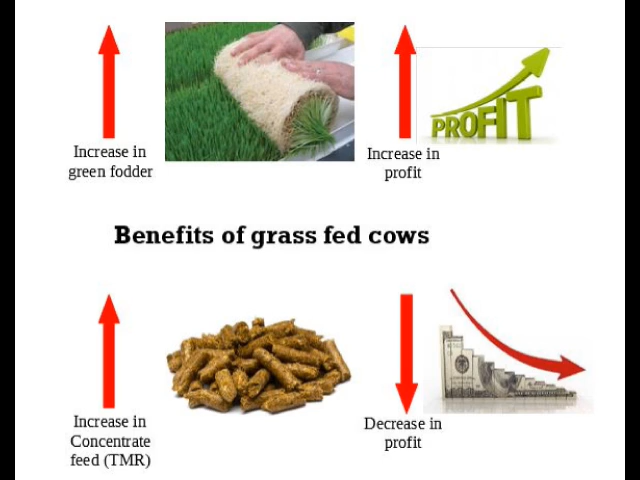 Increase in
green fodder
Increase in
profit
PROFIT
Benefits of grass fed cows
Increase in
Concentrate
feed (TMR)
Decrease in
profit